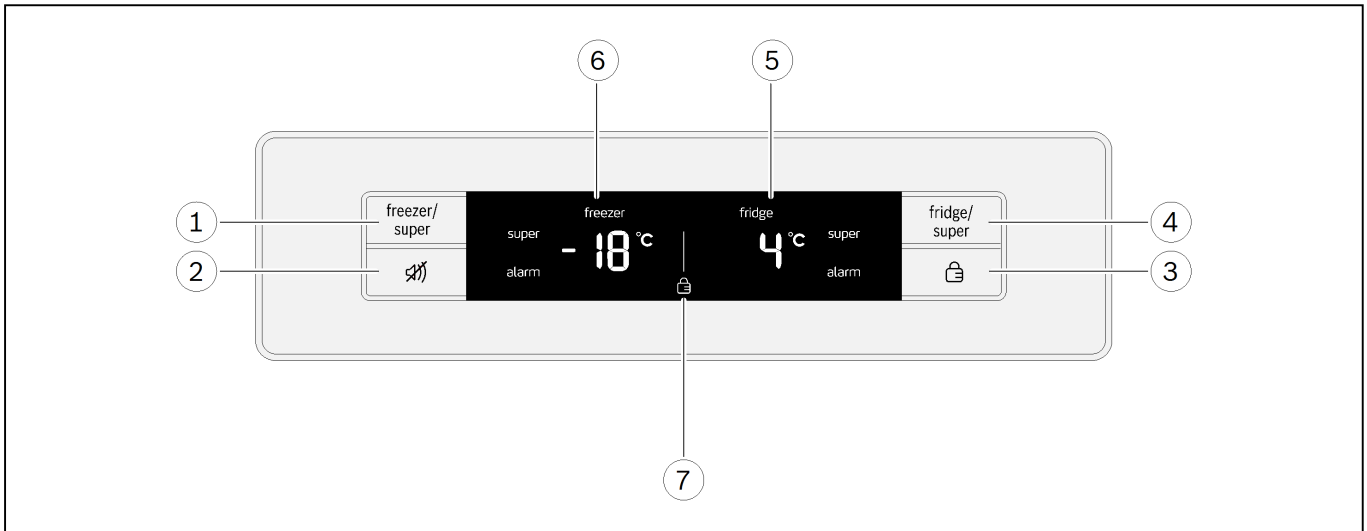 6 5
1 freezer/ super
freezer fridge
fridge/ super 4
super -18 °C 4 °C super
2 alarm alarm 3
7